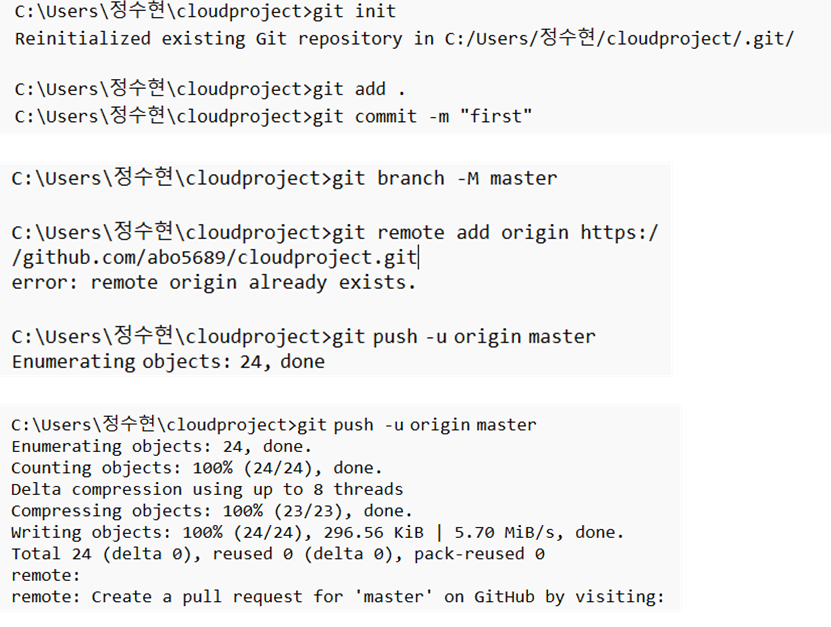 C:\Users\정수현\cloudproject>git init
Reinitialized existing Git repository in C:/Users/정수현/cloudproject/.git/
C:\Users\정수현\cloudproject>git add .
C:\Users\정수현\cloudproject>git commit -m "first"
C:\Users\정수현\cloudproject>git branch -M master
C:\Users\정수현\cloudproject>git remote add origin https:/
/github.com/abo5689/cloudproject.git
error: remote origin already exists.
C:\Users\정수현\cloudproject>git push -u origin master
Enumerating objects: 24, done
C:\Users\정수현\cloudproject>git push -u origin master
Enumerating objects: 24, done.
Counting objects: 100% (24/24), done.
Delta compression using up to 8 threads
Compressing objects: 100% (23/23), done.
Writing objects: 100% (24/24), 296.56 KiB | 5.70 MiB/s, done.
Total 24 (delta 0), reused 0 (delta 0), pack-reused 0
remote:
remote: Create a pull request for 'master' on GitHub by visiting: